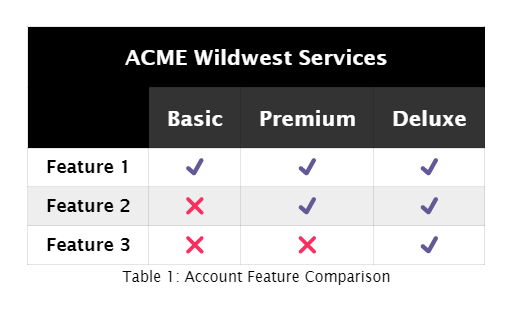 ACME Wildwest Services
Basic Premium Deluxe
Feature 1 ✓ ✓ ✓
Feature 2 ✗ ✓ ✓
Feature 3 ✗ ✗ ✓
Table 1: Account Feature Comparison